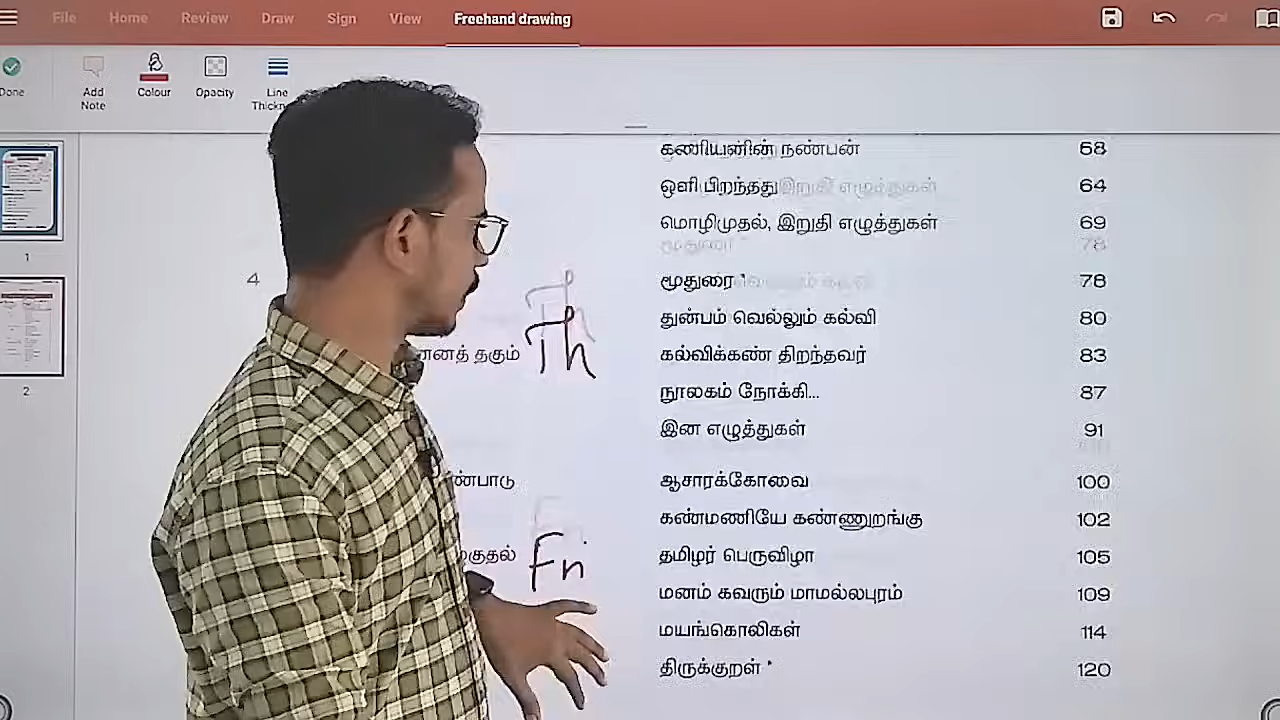 File Home Review Draw Sign View Freehand drawing
Done Add Note Colour Opacity Line
கணியனின் நண்பன் 58
ஒளி பிறந்தது 64
மொழிமுதல், இறுதி எழுத்துகள் 69
78
4 மூதுரை * 78
துன்பம் வெல்லும் கல்வி 80
தகும் Th கல்விக்கண் திறந்தவர் 83
நூலகம் நோக்கி... 87
இன எழுத்துகள் 91
ஆசாரக்கோவை 100
கண்மணியே கண்ணுறங்கு 102
Fri தமிழர் பெருவிழா 105
மனம் கவரும் மாமல்லபுரம் 109
மயங்கொலிகள் 114
திருக்குறள் * 120
1
2